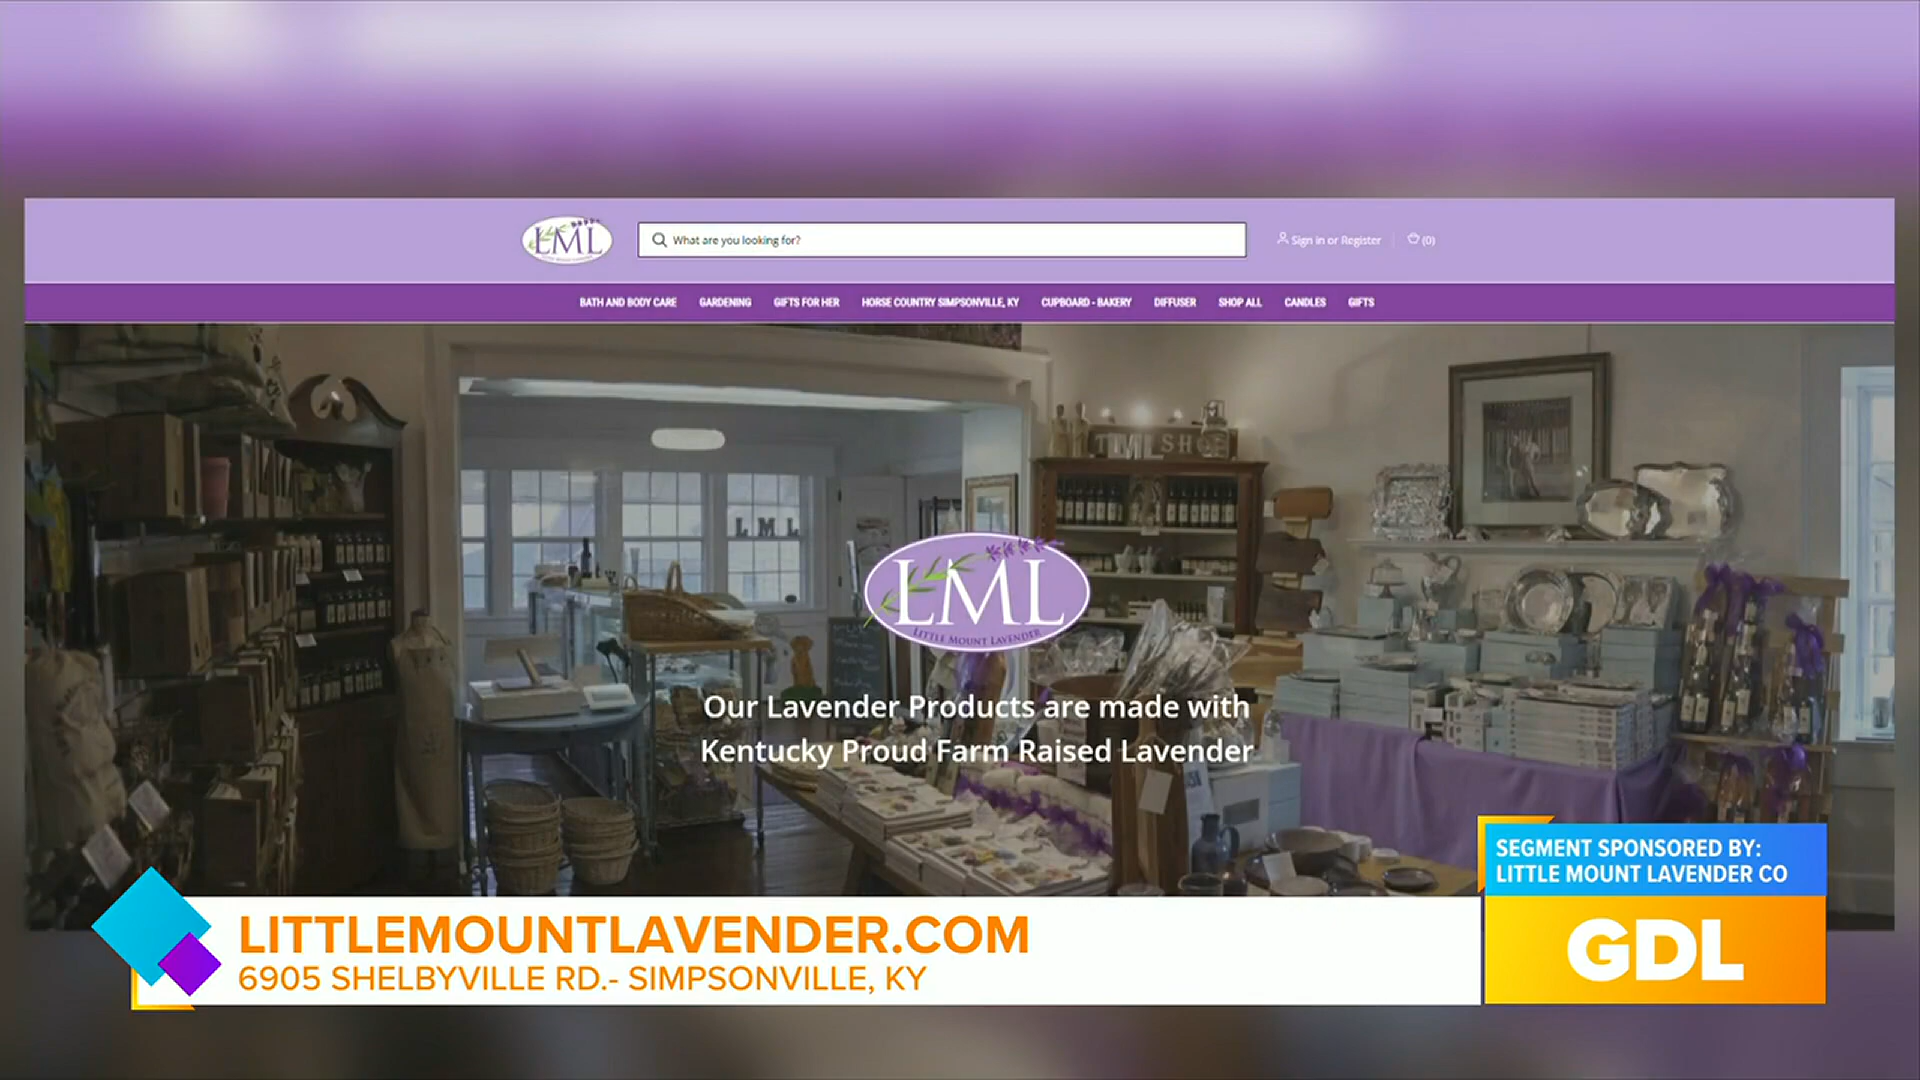 LML
What are you looking for?
Sign in or Register
(0)
BATH AND BODY CARE GARDENING GIFTS FOR HER HORSE COUNTRY SIMPSONVILLE, KY CUPBOARD - BAKERY DIFFUSER SHOP ALL CANDLES GIFTS
LML
LML
LITTLE MOUNT LAVENDER
Our Lavender Products are made with
Kentucky Proud Farm Raised Lavender
SEGMENT SPONSORED BY:
LITTLE MOUNT LAVENDER CO
GDL
LITTLEMOUNTLAVENDER.COM
6905 SHELBYVILLE RD.- SIMPSONVILLE, KY